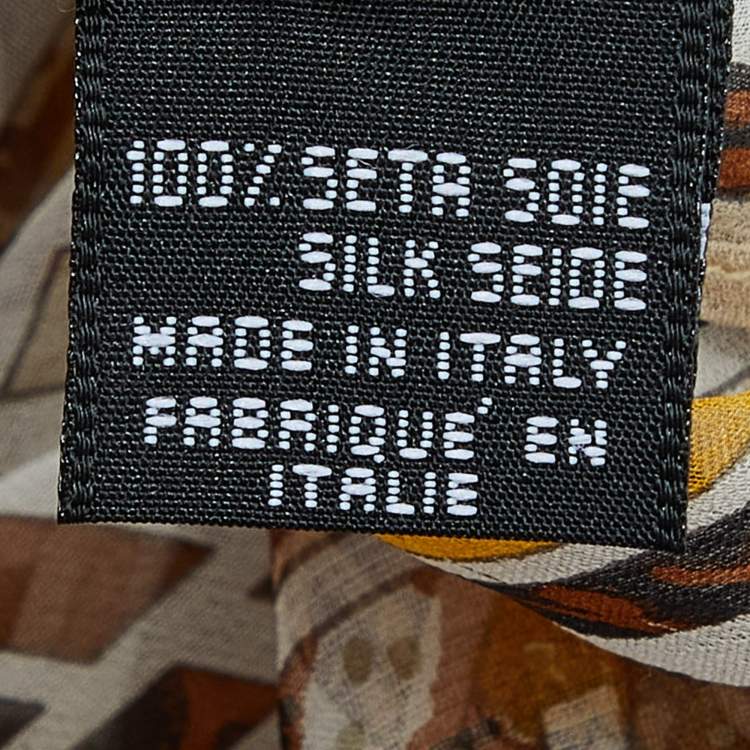 100% SETA SOIE
SILK SEIDE
MADE IN ITALY
FABRIQUÉ EN
ITALIE